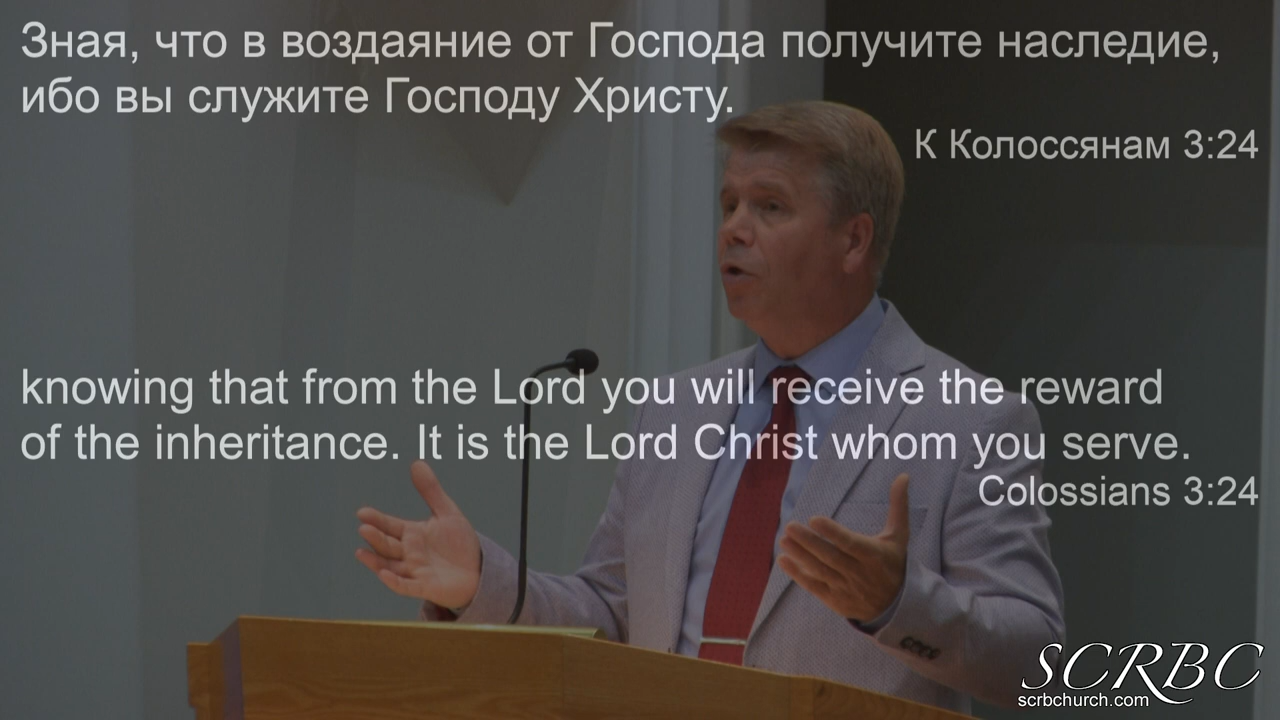 Зная, что в воздаяние от Господа получите наследие,
ибо вы служите Господу Христу.
К Колоссянам 3:24
knowing that from the Lord you will receive the reward
of the inheritance. It is the Lord Christ whom you serve.
Colossians 3:24
SCRBC
scrbchurch.com